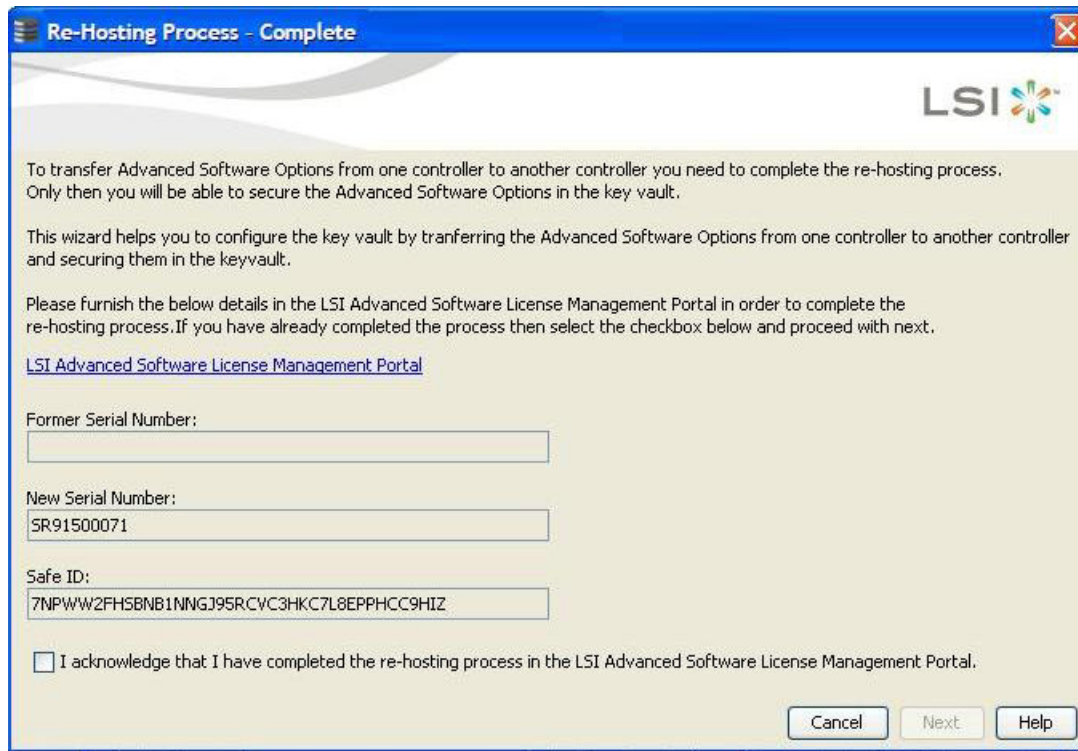 Re-Hosting Process - Complete
LSI
To transfer Advanced Software Options from one controller to another controller you need to complete the re-hosting process.
Only then you will be able to secure the Advanced Software Options in the key vault.
This wizard helps you to configure the key vault by tranferring the Advanced Software Options from one controller to another controller
and securing them in the keyvault.
Please furnish the below details in the LSI Advanced Software License Management Portal in order to complete the
re-hosting process.If you have already completed the process then select the checkbox below and proceed with next.
LSI Advanced Software License Management Portal
Former Serial Number:
New Serial Number:
SR91500071
Safe ID:
7NPWW2FHSBNB1NNGJ95RCVC3HKC7L8EPPHCC9HIZ
I acknowledge that I have completed the re-hosting process in the LSI Advanced Software License Management Portal.
Cancel Next Help